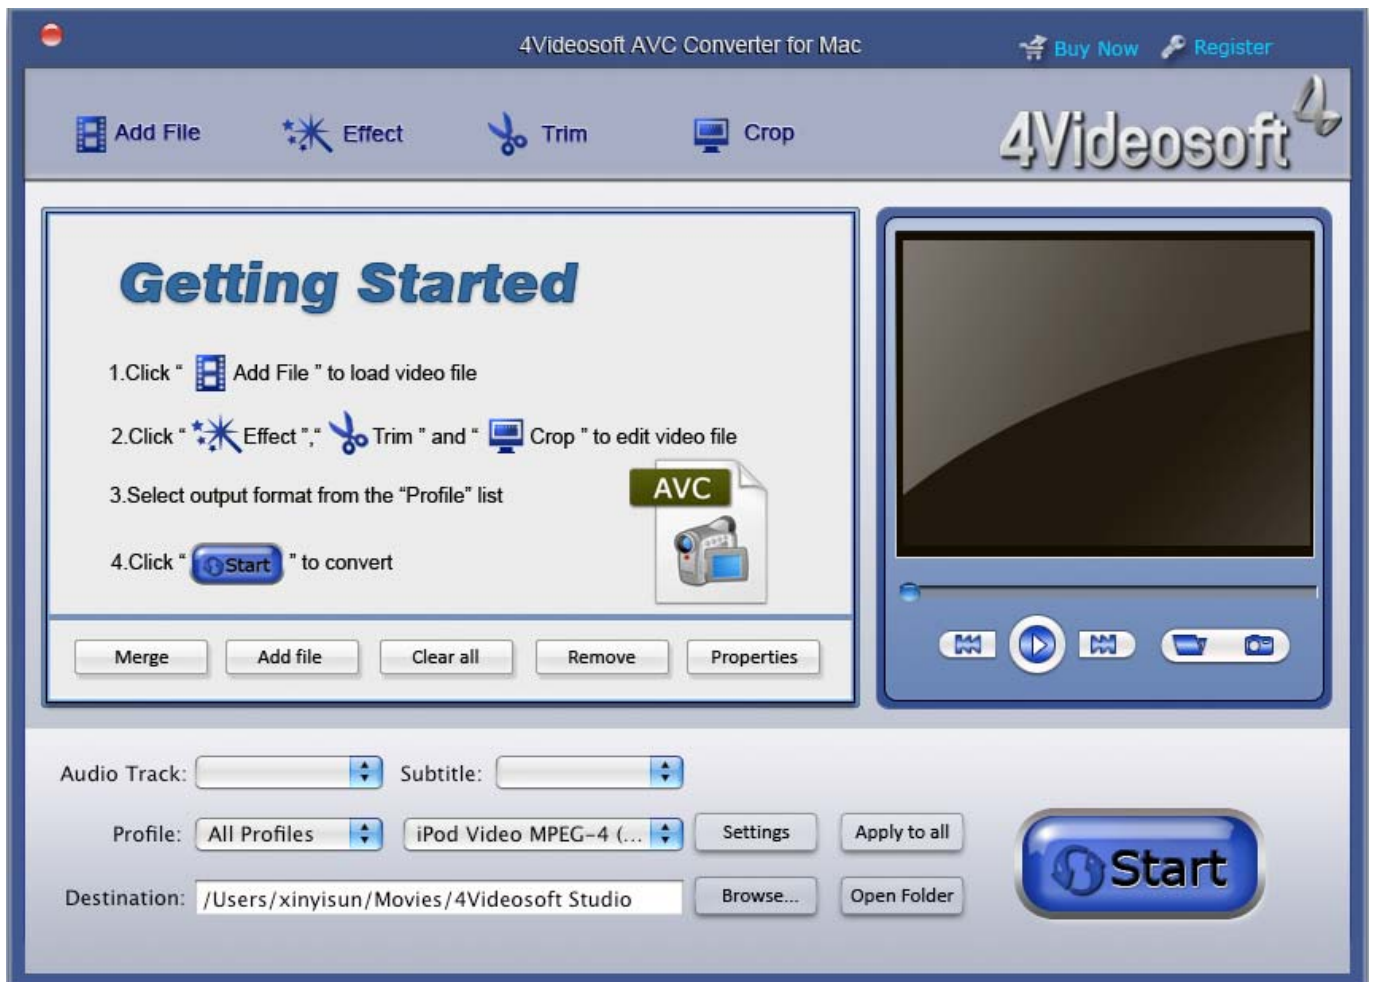 4Videosoft AVC Converter for Mac
Buy Now
Register
Add File
Effect
Trim
Crop
4Videosoft
4
Getting Started
1.Click “ Add File ” to load video file
2.Click “ Effect ”,“ Trim ” and “ Crop ” to edit video file
3.Select output format from the “Profile” list
AVC
4.Click “ Start ” to convert
Merge
Add file
Clear all
Remove
Properties
Audio Track:
Subtitle:
Profile:
All Profiles
iPod Video MPEG-4 (...
Settings
Apply to all
Start
Destination:
/Users/xinyisun/Movies/4Videosoft Studio
Browse...
Open Folder